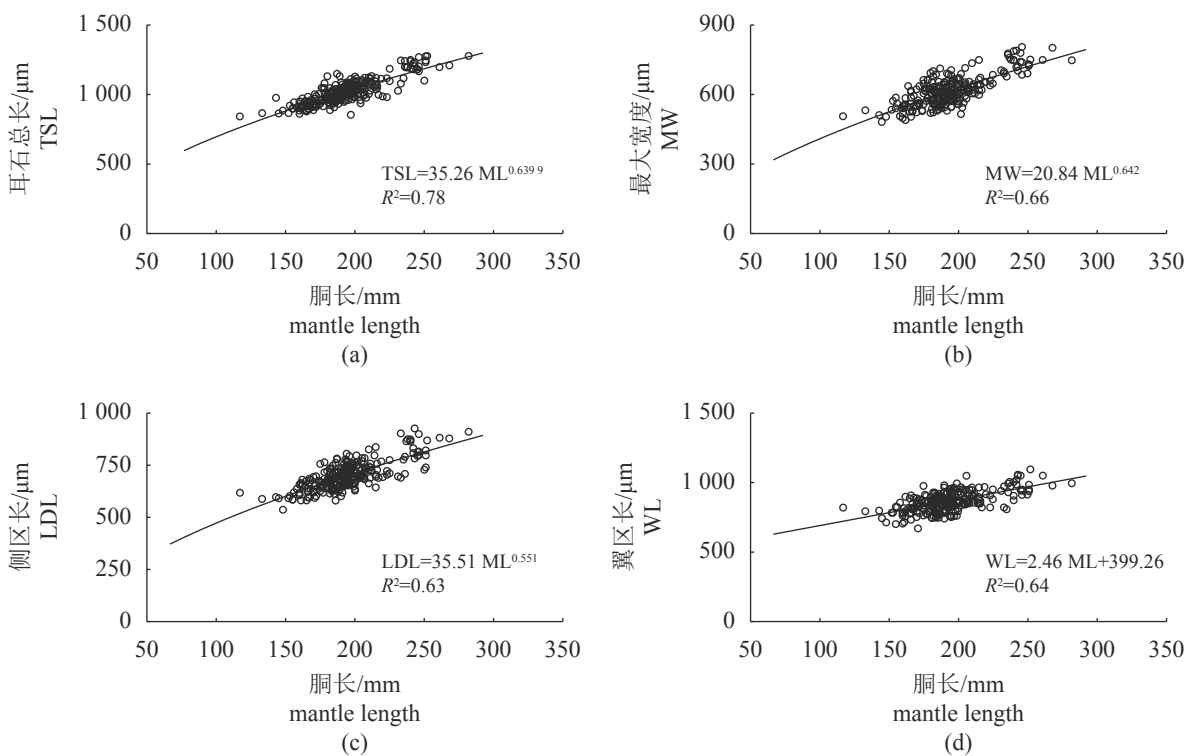 1 500
1 000
500
0
耳石总长/μm
TSL
TSL=35.26 ML^0.639 9
R²=0.78
50 100 150 200 250 300 350
胴长/mm
mantle length
(a)
900
600
300
0
最大宽度/μm
MW
MW=20.84 ML^0.642
R²=0.66
50 100 150 200 250 300 350
胴长/mm
mantle length
(b)
1 000
750
500
250
0
侧区长/μm
LDL
LDL=35.51 ML^0.551
R²=0.63
50 100 150 200 250 300 350
胴长/mm
mantle length
(c)
1 500
1 000
500
0
翼区长/μm
WL
WL=2.46 ML+399.26
R²=0.64
50 100 150 200 250 300 350
胴长/mm
mantle length
(d)